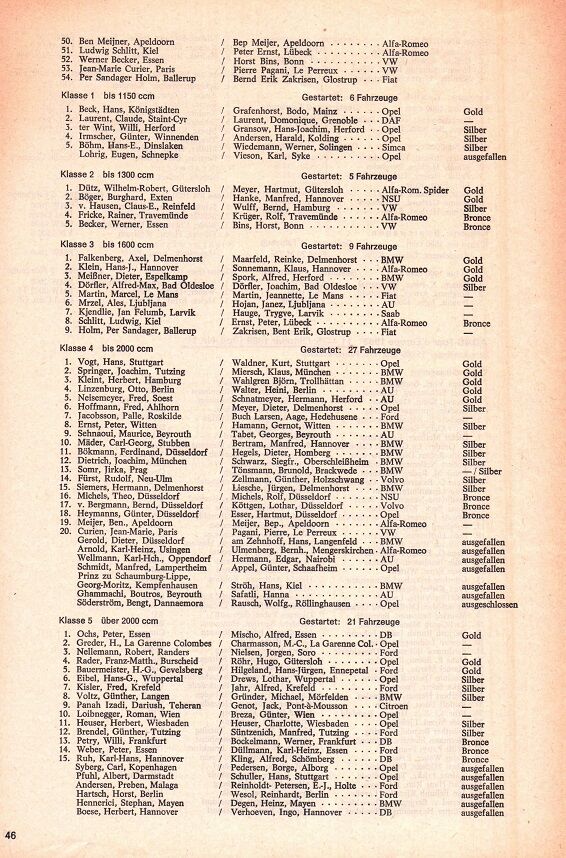 50. Ben Meijner, Apeldoorn / Bep Meijer, Apeldoorn · · · · · · · · Alfa-Romeo
51. Ludwig Schlitt, Kiel / Peter Ernst, Lübeck · · · · · · · · · · Alfa-Romeo
52. Werner Becker, Essen / Horst Bins, Bonn · · · · · · · · · · VW
53. Jean-Marie Curier, Paris / Pierre Pagani, Le Perreux · · · · · · VW
54. Per Sandager Holm, Ballerup / Bernd Erik Zakrisen, Glostrup · · · Fiat
Klasse 1 bis 1150 ccm Gestartet: 6 Fahrzeuge
1. Beck, Hans, Königstädten / Grafenhorst, Bodo, Mainz · · · · · Opel Gold
2. Laurent, Claude, Staint-Cyr / Laurent, Domonique, Grenoble · · · DAF —
3. ter Wint, Willi, Herford / Gransow, Hans-Joachim, Herford · · Opel Silber
4. Irmscher, Günter, Winnenden / Andersen, Harald, Kolding · · · · Opel Silber
5. Böhm, Hans-E., Dinslaken / Wiedemann, Werner, Solingen · · · Simca Silber
Lohrig, Eugen, Schnepke / Vieson, Karl, Syke · · · · · · · · Opel ausgefallen
Klasse 2 bis 1300 ccm Gestartet: 5 Fahrzeuge
1. Dütz, Wilhelm-Robert, Gütersloh / Meyer, Hartmut, Gütersloh · · · · · Alfa-Rom. Spider Gold
2. Böger, Burghard, Exten / Hanke, Manfred, Hannover · · · · · NSU Gold
3. v. Hausen, Claus-E., Reinfeld / Wulff, Bernd, Hamburg · · · · · · · VW Silber
4. Fricke, Rainer, Travemünde / Krüger, Rolf, Travemünde · · · · · Alfa-Romeo Bronce
5. Becker, Werner, Essen / Bins, Horst, Bonn · · · · · · · · · VW Bronce
Klasse 3 bis 1600 ccm Gestartet: 9 Fahrzeuge
1. Falkenberg, Axel, Delmenhorst / Maarfeld, Reinke, Delmenhorst · · · BMW Gold
2. Klein, Hans-J., Hannover / Sonnemann, Klaus, Hannover · · · · Alfa-Romeo Gold
3. Meißner, Dieter, Espelkamp / Spork, Alfred, Herford · · · · · · · BMW Gold
4. Dörfler, Alfred-Max, Bad Oldesloe / Dörfler, Joachim, Bad Oldesloe · · · VW Silber
5. Martin, Marcel, Le Mans / Martin, Jeannette, Le Mans · · · · · Fiat —
6. Mrzel, Ales, Ljubljana / Hojan, Janez, Ljubljana · · · · · · · AU —
7. Kjendlie, Jan Felumb, Larvik / Hauge, Trygve, Larvik · · · · · · · Saab —
8. Schlitt, Ludwig, Kiel / Ernst, Peter, Lübeck · · · · · · · · Alfa-Romeo Bronce
9. Holm, Per Sandager, Ballerup / Zakrisen, Bent Erik, Glostrup · · · · Fiat —
Klasse 4 bis 2000 ccm Gestartet: 27 Fahrzeuge
1. Vogt, Hans, Stuttgart / Waldner, Kurt, Stuttgart · · · · · · Opel Gold
2. Springer, Joachim, Tutzing / Miersch, Klaus, München · · · · · · BMW Gold
3. Kleint, Herbert, Hamburg / Wahlgren Björn, Trollhättan · · · · BMW Gold
4. Linzenburg, Otto, Berlin / Walter, Heini, Berlin · · · · · · · · AU Gold
5. Neisemeyer, Fred, Soest / Schnatmeyer, Hermann, Herford · · AU Gold
6. Hoffmann, Fred, Ahlhorn / Meyer, Dieter, Delmenhorst · · · · Opel Silber
7. Jacobsson, Palle, Roskilde / Buch Larsen, Aage, Hedehusene · · Ford —
8. Ernst, Peter, Witten / Hamann, Gernot, Witten · · · · · · BMW Silber
9. Sehnaoui, Maurice, Beyrouth / Tabet, Georges, Beyrouth · · · · · AU —
10. Mäder, Carl-Georg, Stubben / Bertram, Manfred, Hannover · · · · BMW Silber
11. Bökmann, Ferdinand, Düsseldorf / Hegels, Dieter, Homberg · · · · · · BMW Silber
12. Dietrich, Joachim, München / Schwarz, Siegfr., Oberschleißheim · BMW Silber
13. Somr, Jirka, Prag / Tönsmann, Brunold, Brackwede · · · BMW — / Silber
14. Fürst, Rudolf, Neu-Ulm / Zellmann, Günther, Holzschwang · · Volvo Silber
15. Siemers, Hermann, Delmenhorst / Liesche, Jürgen, Delmenhorst · · · BMW Silber
16. Michels, Theo, Düsseldorf / Michels, Rolf, Düsseldorf · · · · · · NSU Bronce
17. v. Bergmann, Bernd, Düsseldorf / Köttgen, Lothar, Düsseldorf · · · · Volvo Bronce
18. Heymanns, Günter, Düsseldorf / Esser, Hartmut, Düsseldorf · · · · · Opel Bronce
19. Meijer, Ben., Apeldoorn / Meijer, Bep., Apeldoorn · · · · · · Alfa-Romeo —
20. Curien, Jean-Marie, Paris / Pagani, Pierre, Le Perreux · · · · · VW —
Gerold, Dieter, Düsseldorf / am Zehnhoff, Hans, Langenfeld · · · BMW ausgefallen
Arnold, Karl-Heinz, Usingen / Ulmenberg, Bernh., Mengerskirchen · Alfa-Romeo ausgefallen
Wellmann, Karl-Hch., Oppendorf / Hermann, Edgar, Nairobi · · · · · · AU ausgefallen
Schmidt, Manfred, Lampertheim / Appel, Günter, Schaafheim · · · · Opel ausgefallen
Prinz zu Schaumburg-Lippe,
Georg-Moritz, Kempfenhausen / Ströh, Hans, Kiel · · · · · · · · · BMW ausgefallen
Ghammachi, Boutros, Beyrouth / Safatli, Hanna · · · · · · · · · · · AU ausgefallen
Söderström, Bengt, Dannaemora / Rausch, Wolfg., Röllinghausen · · · Opel ausgeschlossen
Klasse 5 über 2000 ccm Gestartet: 21 Fahrzeuge
1. Ochs, Peter, Essen / Mischo, Alfred, Essen · · · · · · · · DB Gold
2. Greder, H., La Garenne Colombes / Charmasson, M.-C., La Garenne Col. · Opel —
3. Nellemann, Robert, Randers / Nielsen, Jorgen, Soro · · · · · · · Ford —
4. Rader, Franz-Matth., Burscheid / Röhr, Hugo, Gütersloh · · · · · · · Opel Gold
5. Bauermeister, H.-G., Gevelsberg / Hilgeland, Hans-Jürgen, Ennepetal · Ford Gold
6. Eibel, Hans-G., Wuppertal / Drews, Lothar, Wuppertal · · · · · · Opel Silber
7. Kisler, Fred, Krefeld / Jahr, Alfred, Krefeld · · · · · · · · Ford Silber
8. Voltz, Günther, Langen / Gründer, Michael, Mörfelden · · · · BMW Silber
9. Panah Izadi, Dariush, Teheran / Genot, Jack, Pont-à-Mousson · · · · Citroen —
10. Loibnegger, Roman, Wien / Breza, Günter, Wien · · · · · · · · Opel —
11. Heuser, Herbert, Wiesbaden / Heuser, Charlotte, Wiesbaden · · · Opel Silber
12. Brendel, Günther, Tutzing / Süntzenich, Manfred, Tutzing · · · · Ford Silber
13. Petry, Willi, Frankfurt / Bockelmann, Werner, Frankfurt · · · DB Bronce
14. Weber, Peter, Essen / Düllmann, Karl-Heinz, Essen · · · · Ford Bronce
15. Ruh, Karl-Hans, Hannover / Kling, Alfred, Schömberg · · · · · DB Bronce
Syberg, Carl, Kopenhagen / Pedersen, Borge, Alborg · · · · · · Opel ausgefallen
Pfuhl, Albert, Darmstadt / Schuller, Hans, Stuttgart · · · · · · Opel ausgefallen
Andersen, Preben, Malaga / Reinholdt- Petersen, E.-J., Holte · · Ford ausgefallen
Hartsch, Horst, Berlin / Wesol, Reinhardt, Berlin · · · · · · Ford ausgefallen
Hennerici, Stephan, Mayen / Degen, Heinz, Mayen · · · · · · · BMW ausgefallen
Boese, Herbert, Hannover / Verhoeven, Ingo, Hannover · · · · · DB ausgefallen
46